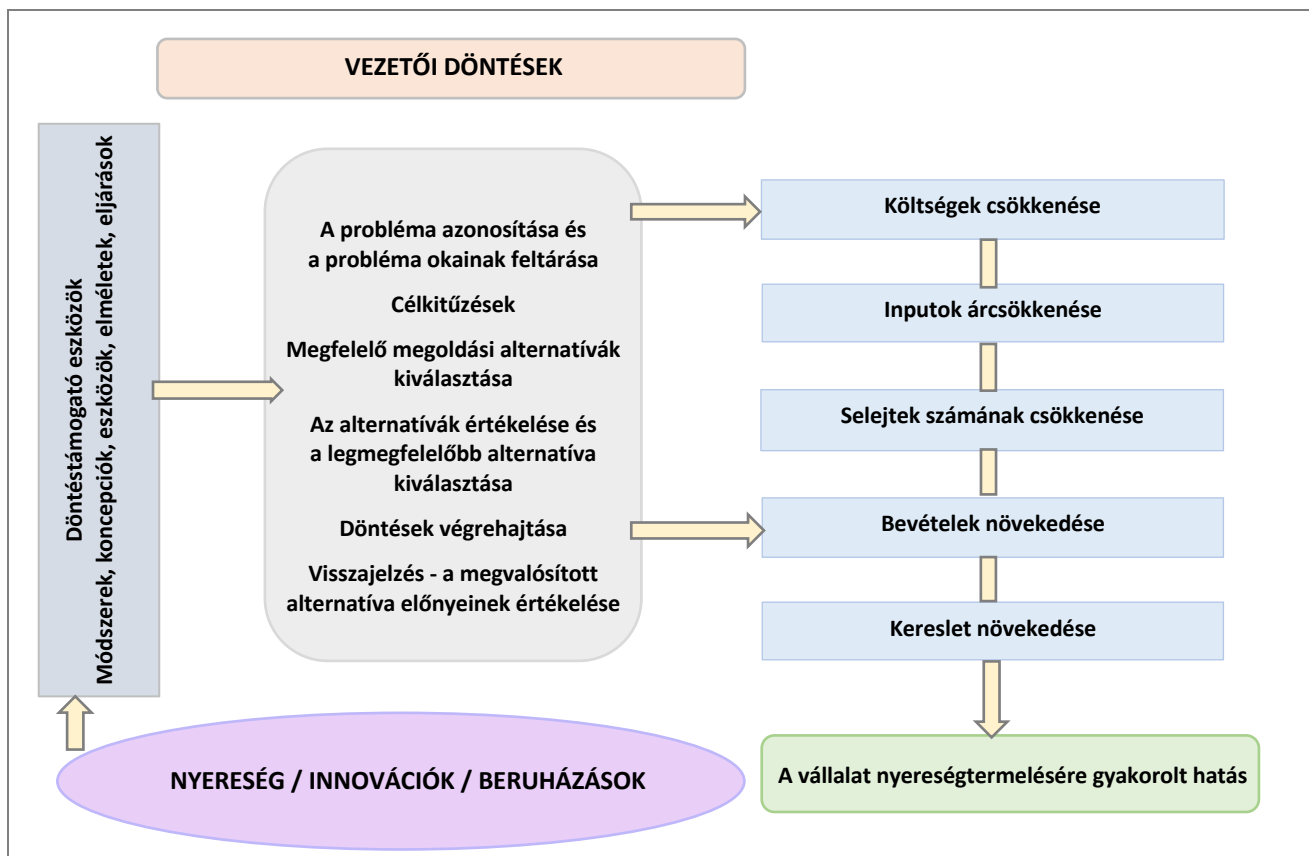 VEZETŐI DÖNTÉSEK
Döntéstámogató eszközök
Módszerek, koncepciók, eszközök, elméletek, eljárások
A probléma azonosítása és
a probléma okainak feltárása
Célkitűzések
Megfelelő megoldási alternatívák
kiválasztása
Az alternatívák értékelése és
a legmegfelelőbb alternatíva
kiválasztása
Döntések végrehajtása
Visszajelzés - a megvalósított
alternatíva előnyeinek értékelése
Költségek csökkenése
Inputok árcsökkenése
Selejtek számának csökkenése
Bevételek növekedése
Kereslet növekedése
NYERESÉG / INNOVÁCIÓK / BERUHÁZÁSOK
A vállalat nyereségtermelésére gyakorolt hatás